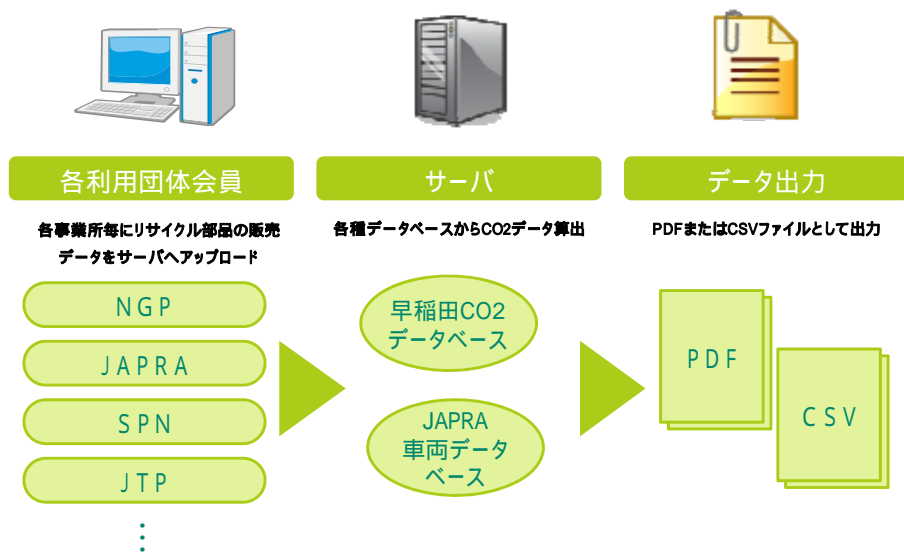 各利用団体会員
サーバ
データ出力
各事業所毎にリサイクル部品の販売
データをサーバへアップロード
各種データベースからCO2データ算出
PDFまたはCSVファイルとして出力
NGP
JAPRA
SPN
JTP
⋮
早稲田CO2
データベース
JAPRA
車両データ
ベース
PDF
CSV